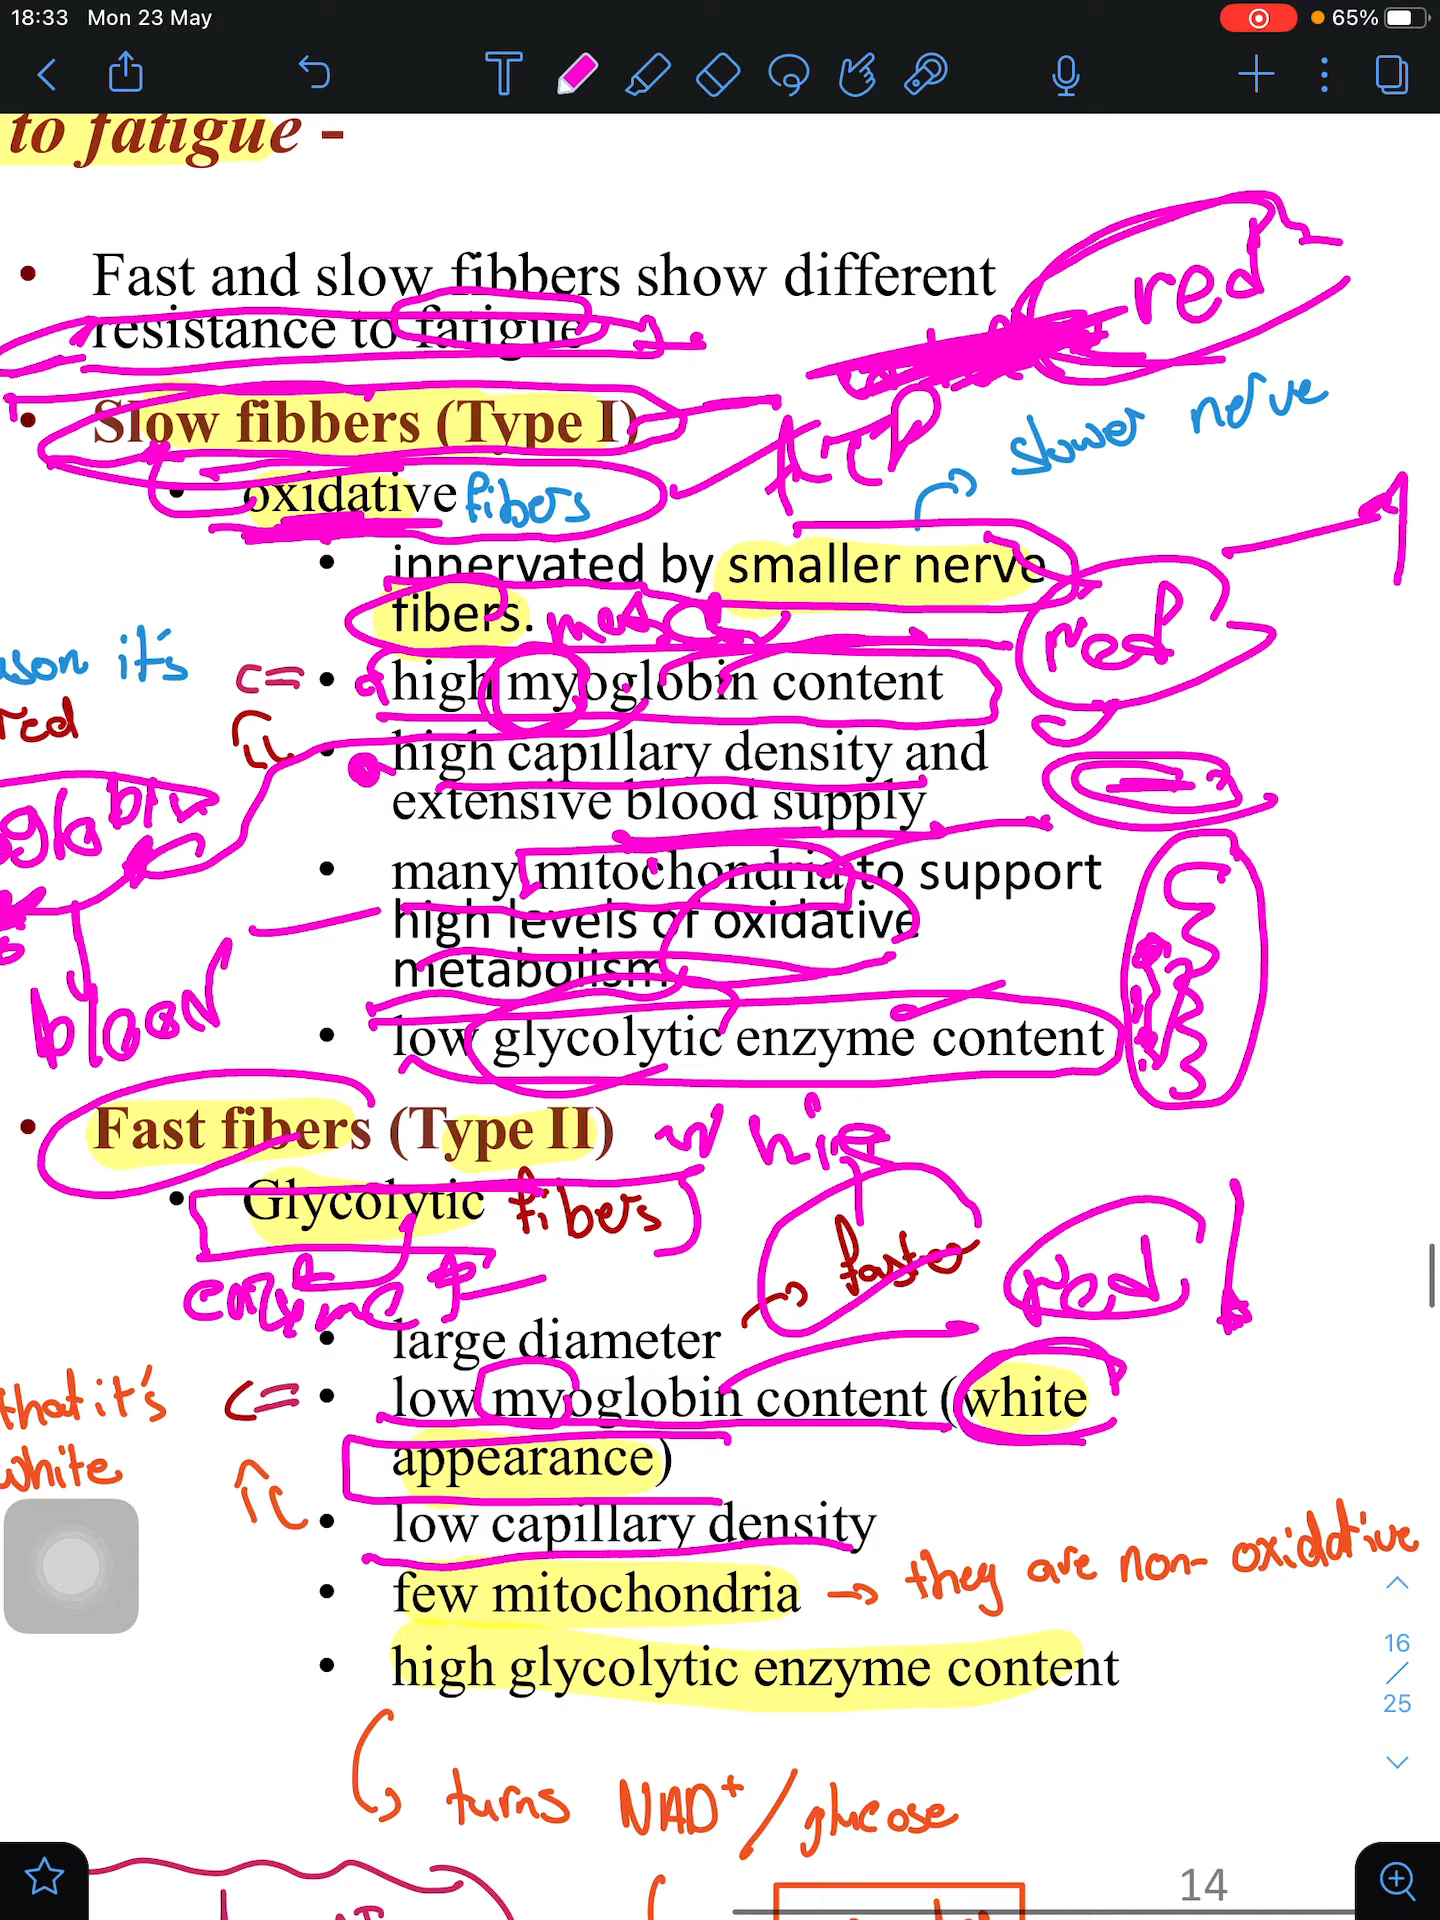 18:33 Mon 23 May 65%
T
to fatigue -
red
• Fast and slow fibbers show different
resistance to fatigue
• Slow fibbers (Type I)
slower nerve
• oxidative fibers
• innervated by smaller nerve
fibers.
red
ason it's
red
• high myoglobin content
• high capillary density and
extensive blood supply
globin
• many mitochondria to support
high levels of oxidative
metabolism
blood
• low glycolytic enzyme content
• Fast fibers (Type II)
• Glycolytic fibers
enzyme
faster
red
• large diameter
that it's
white
• low myoglobin content (white
appearance)
• low capillary density
• few mitochondria → they are non-oxidative
• high glycolytic enzyme content
16
/
25
turns NAD+/glucose
14